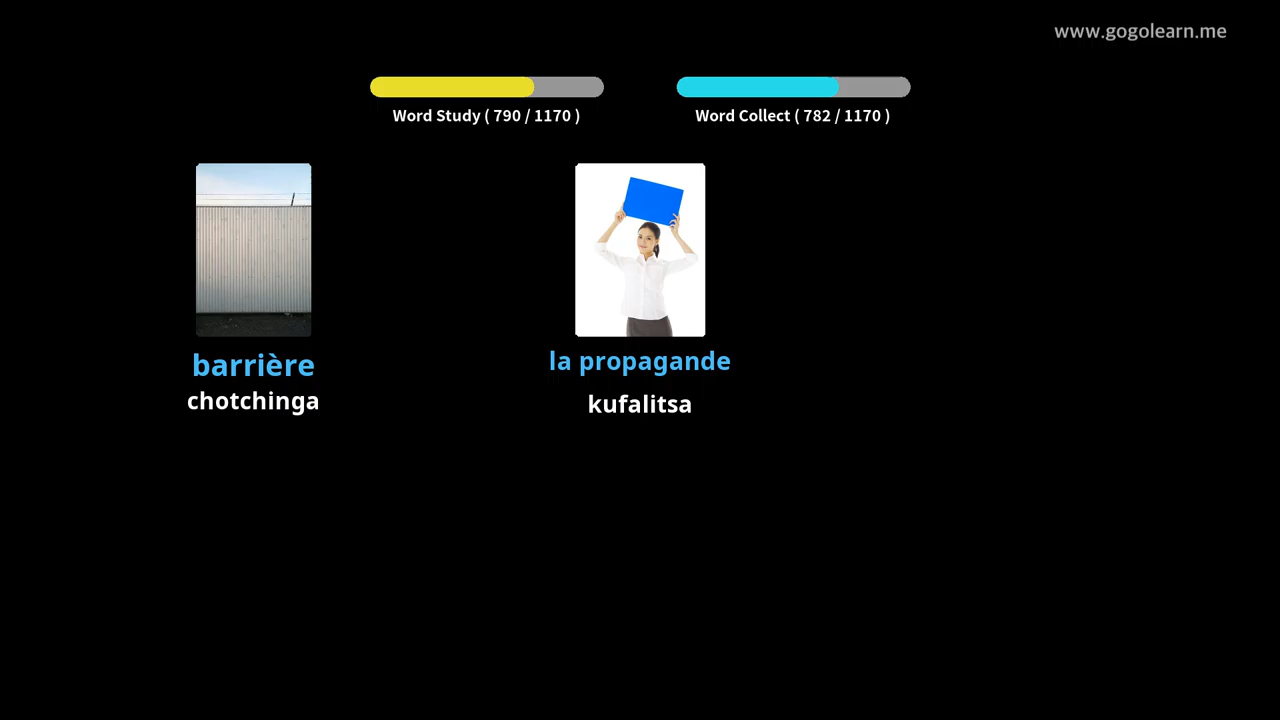 www.gogolearn.me
Word Study ( 790 / 1170 )
Word Collect ( 782 / 1170 )
barrière
chotchinga
la propagande
kufalitsa